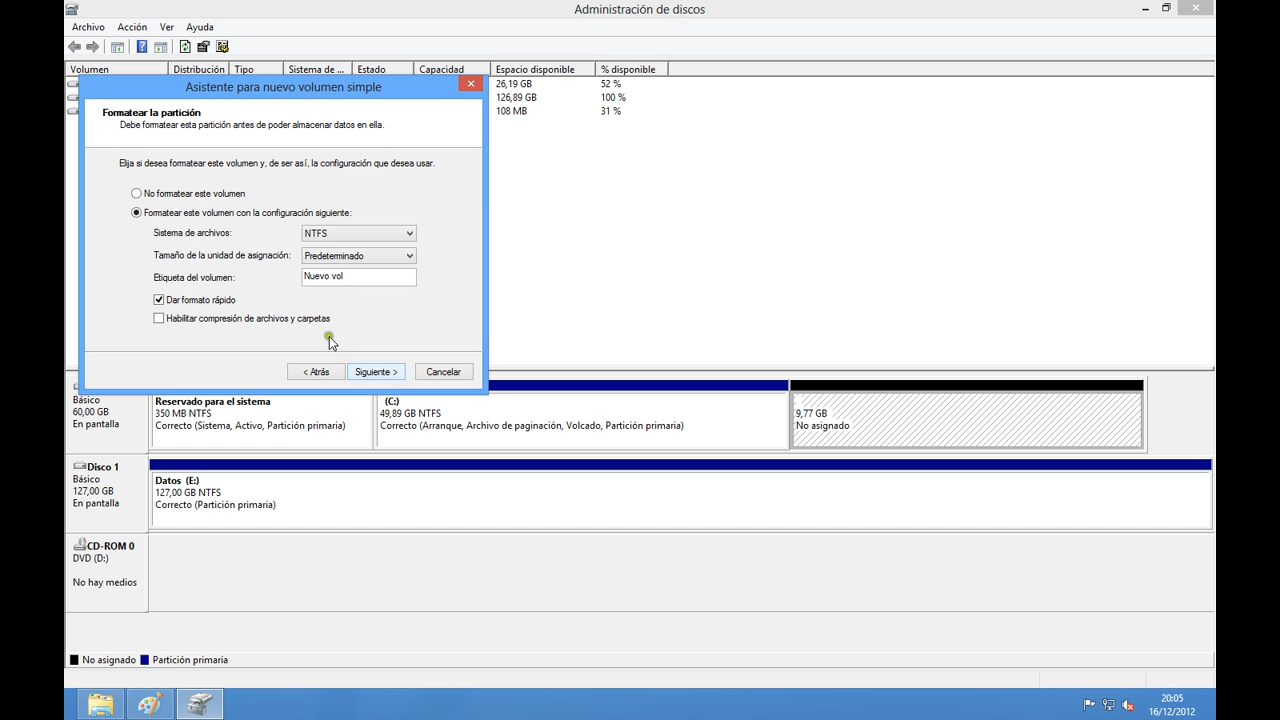 Administración de discos
Archivo Acción Ver Ayuda
Volumen Distribución Tipo Sistema de ... Estado Capacidad Espacio disponible % disponible
26,19 GB 52 %
126,89 GB 100 %
108 MB 31 %
Asistente para nuevo volumen simple
Formatear la partición
Debe formatear esta partición antes de poder almacenar datos en ella.
Elija si desea formatear este volumen y, de ser así, la configuración que desea usar.
No formatear este volumen
Formatear este volumen con la configuración siguiente:
Sistema de archivos: NTFS
Tamaño de la unidad de asignación: Predeterminado
Etiqueta del volumen: Nuevo vol
Dar formato rápido
Habilitar compresión de archivos y carpetas
< Atrás Siguiente > Cancelar
Básico
60,00 GB
En pantalla
Reservado para el sistema
350 MB NTFS
Correcto (Sistema, Activo, Partición primaria)
(C:)
49,89 GB NTFS
Correcto (Arranque, Archivo de paginación, Volcado, Partición primaria)
9,77 GB
No asignado
Disco 1
Básico
127,00 GB
En pantalla
Datos (E:)
127,00 GB NTFS
Correcto (Partición primaria)
CD-ROM 0
DVD (D:)
No hay medios
No asignado Partición primaria
20:05
16/12/2012